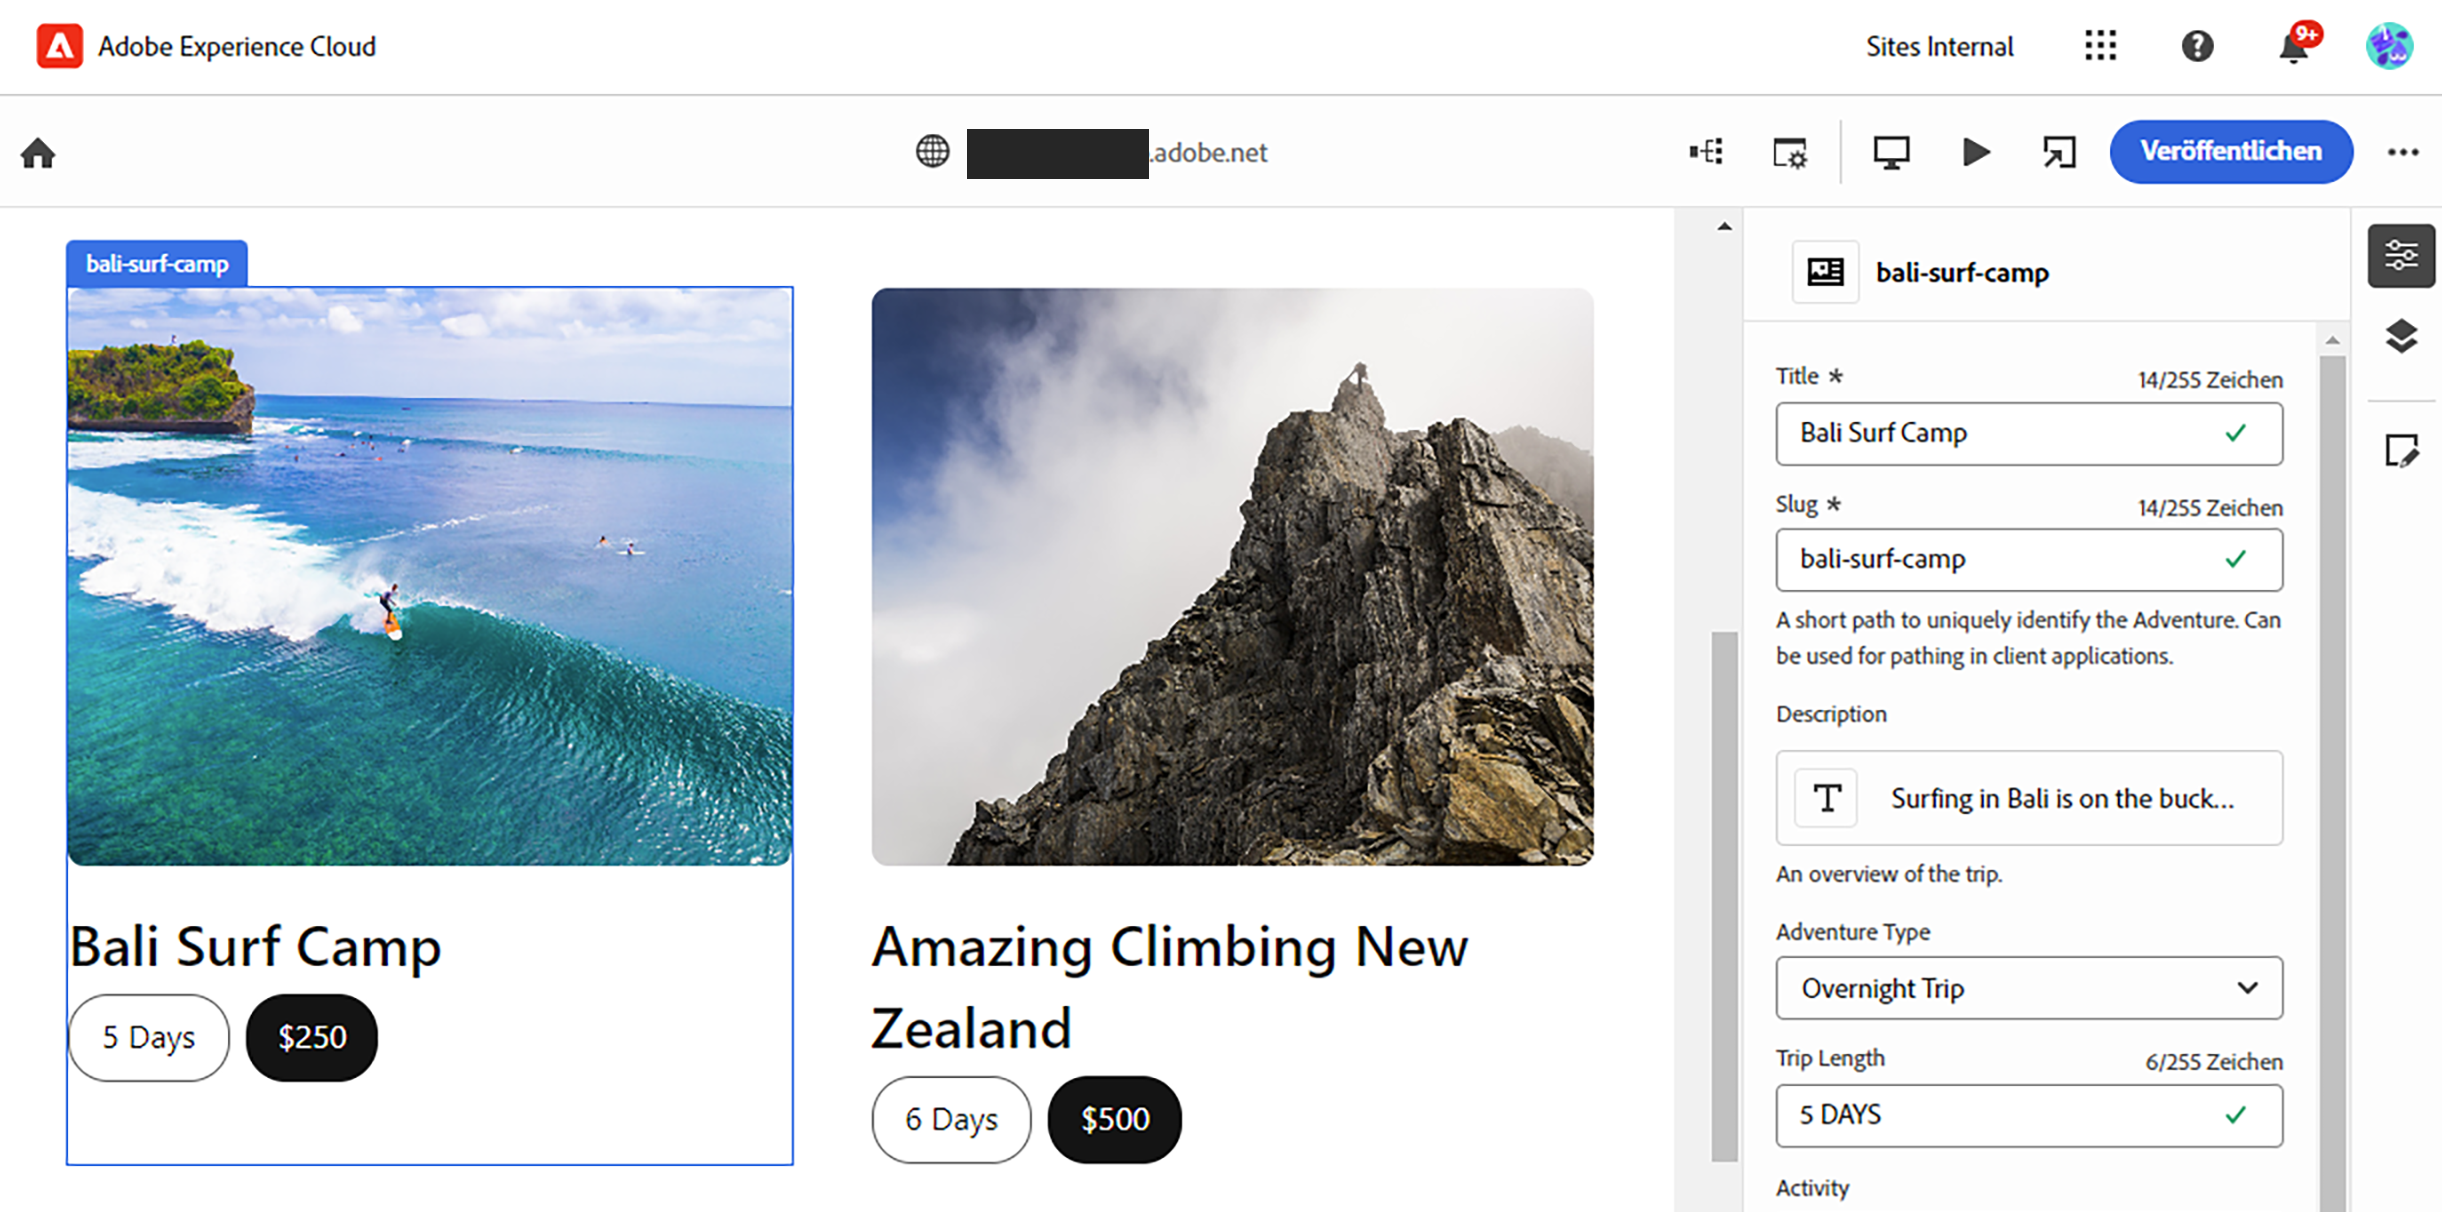 Adobe Experience Cloud
Sites Internal
9+
.adobe.net
Veröffentlichen
bali-surf-camp
Bali Surf Camp
5 Days
$250
Amazing Climbing New
Zealand
6 Days
$500
bali-surf-camp
Title *
14/255 Zeichen
Bali Surf Camp
Slug *
14/255 Zeichen
bali-surf-camp
A short path to uniquely identify the Adventure. Can
be used for pathing in client applications.
Description
T
Surfing in Bali is on the buck...
An overview of the trip.
Adventure Type
Overnight Trip
Trip Length
6/255 Zeichen
5 DAYS
Activity